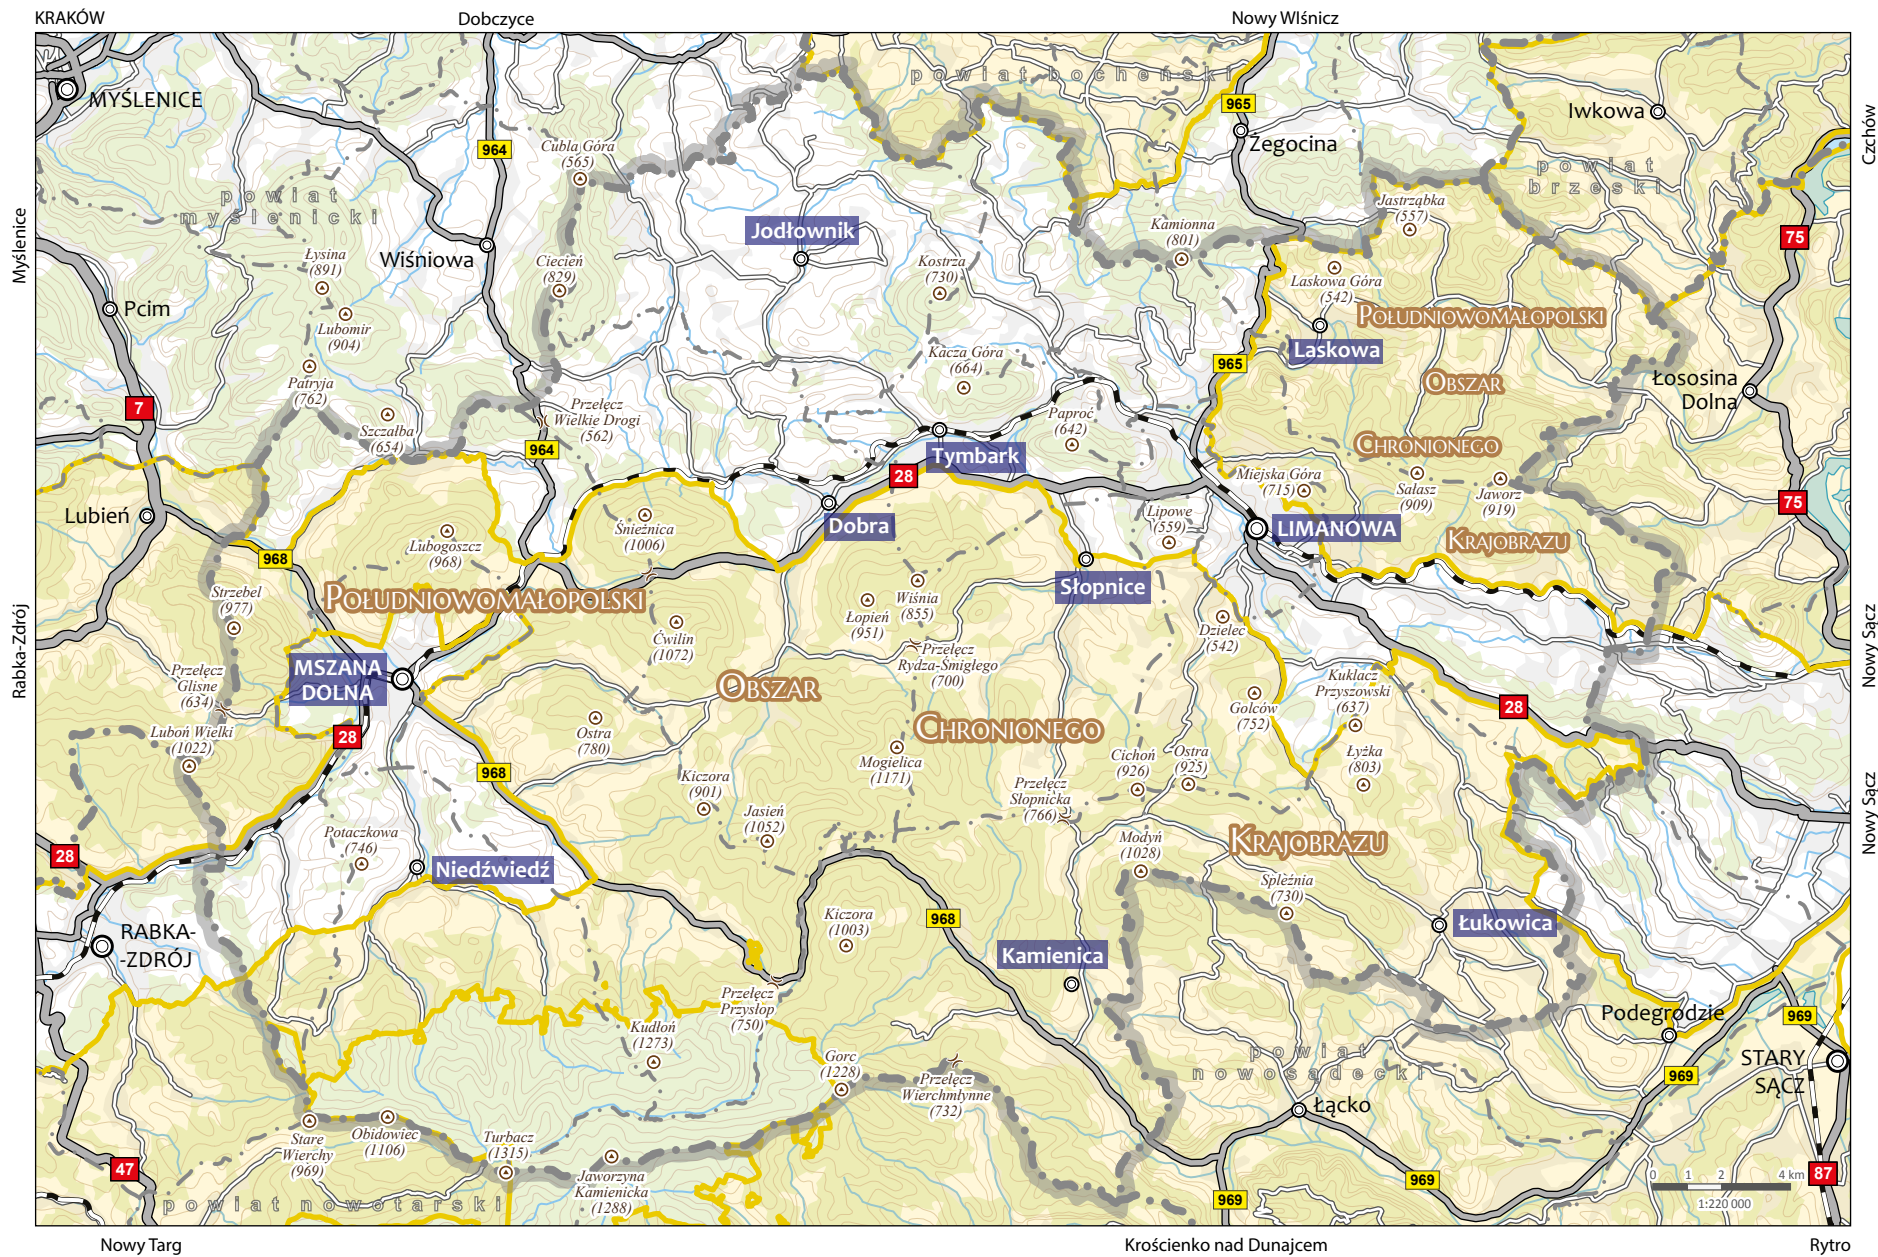 KRAKÓW
Dobczyce
Nowy WIśnicz
MYŚLENICE
powiat bocheński
965
Iwkowa
Żegocina
Czchów
964
Cubla Góra
(565)
powiat
myślenicki
powiat
brzeski
Jastrząbka
(557)
75
Myślenice
Jodłownik
Kamionna
(801)
Wiśniowa
Łysina
(891)
Ciecień
(829)
Kostrza
(730)
Laskowa Góra
(542)
Pcim
Lubomir
(904)
Południowomałopolski
Laskowa
965
Kacza Góra
(664)
Patryja
(762)
Obszar
Łososina
Dolna
7
Przełęcz
Wielkie Drogi
(562)
Szczałba
(654)
Paproć
(642)
Chronionego
964
Tymbark
28
Miejska Góra
(715)
Sałasz
(909)
Jaworz
(919)
75
Lubień
Dobra
Śnieżnica
(1006)
Lipowe
(559)
LIMANOWA
Krajobrazu
968
Lubogoszcz
(968)
Słopnice
Strzebel
(977)
Południowomałopolski
Wiśnia
(855)
Łopień
(951)
Ćwilin
(1072)
Dzielec
(542)
Rabka-Zdrój
Nowy Sącz
MSZANA
DOLNA
Przełęcz
Glisne
(634)
Przełęcz
Rydza-Śmigłego
(700)
Obszar
Kuklacz
Przyszowski
(637)
Golców
(752)
28
Luboń Wielki
(1022)
28
Ostra
(780)
Chronionego
Mogielica
(1171)
Cichoń
(926)
Ostra
(925)
Łyżka
(803)
968
Kiczora
(901)
Przełęcz
Słopnicka
(766)
Nowy Sącz
Jasień
(1052)
Potaczkowa
(746)
Modyń
(1028)
Krajobrazu
28
Niedźwiedź
Spleźnia
(730)
Kiczora
(1003)
968
Łukowica
RABKA-
-ZDRÓJ
Kamienica
Przełęcz
Przysłop
(750)
Podegrodzie
969
Kudłoń
(1273)
powiat
nowosądecki
Gorc
(1228)
Przełęcz
Wierchmłynne
(732)
STARY
SĄCZ
969
Łącko
Stare
Wierchy
(969)
Obidowiec
(1106)
Turbacz
(1315)
47
Jaworzyna
Kamienicka
(1288)
powiat nowotarski
969
969
0 1 2 4 km
1:220 000
87
Nowy Targ
Krościenko nad Dunajcem
Rytro